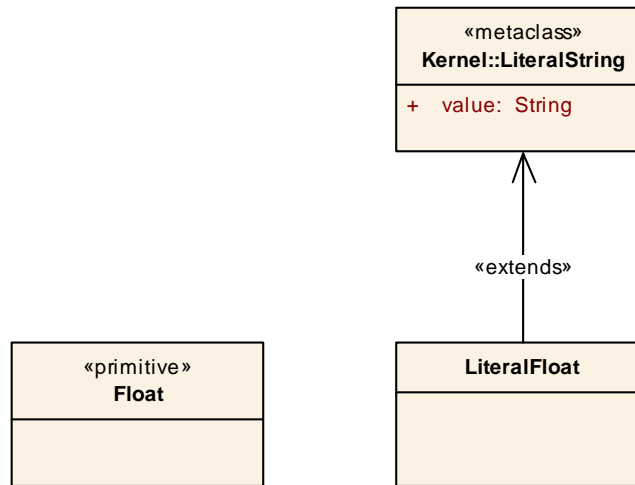 «metaclass»
Kernel::LiteralString
+ value: String
«extends»
«primitive»
Float
LiteralFloat